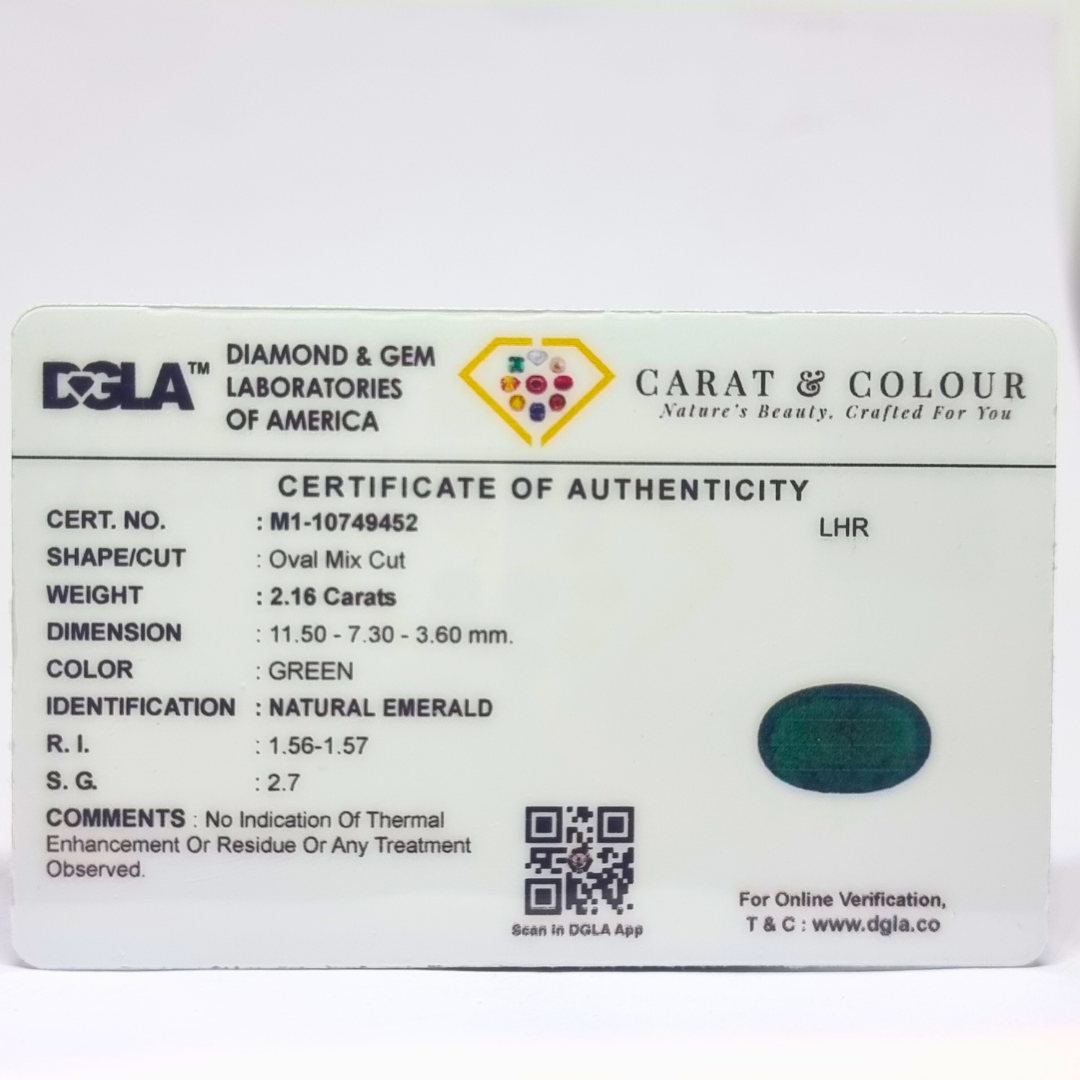 DGLA™
DIAMOND & GEM
LABORATORIES
OF AMERICA
CARAT & COLOUR
Nature's Beauty, Crafted For You
CERTIFICATE OF AUTHENTICITY
CERT. NO. : M1-10749452
LHR
SHAPE/CUT : Oval Mix Cut
WEIGHT : 2.16 Carats
DIMENSION : 11.50 - 7.30 - 3.60 mm.
COLOR : GREEN
IDENTIFICATION : NATURAL EMERALD
R. I. : 1.56-1.57
S. G. : 2.7
COMMENTS : No Indication Of Thermal
Enhancement Or Residue Or Any Treatment
Observed.
Scan in DGLA App
For Online Verification,
T & C : www.dgla.co